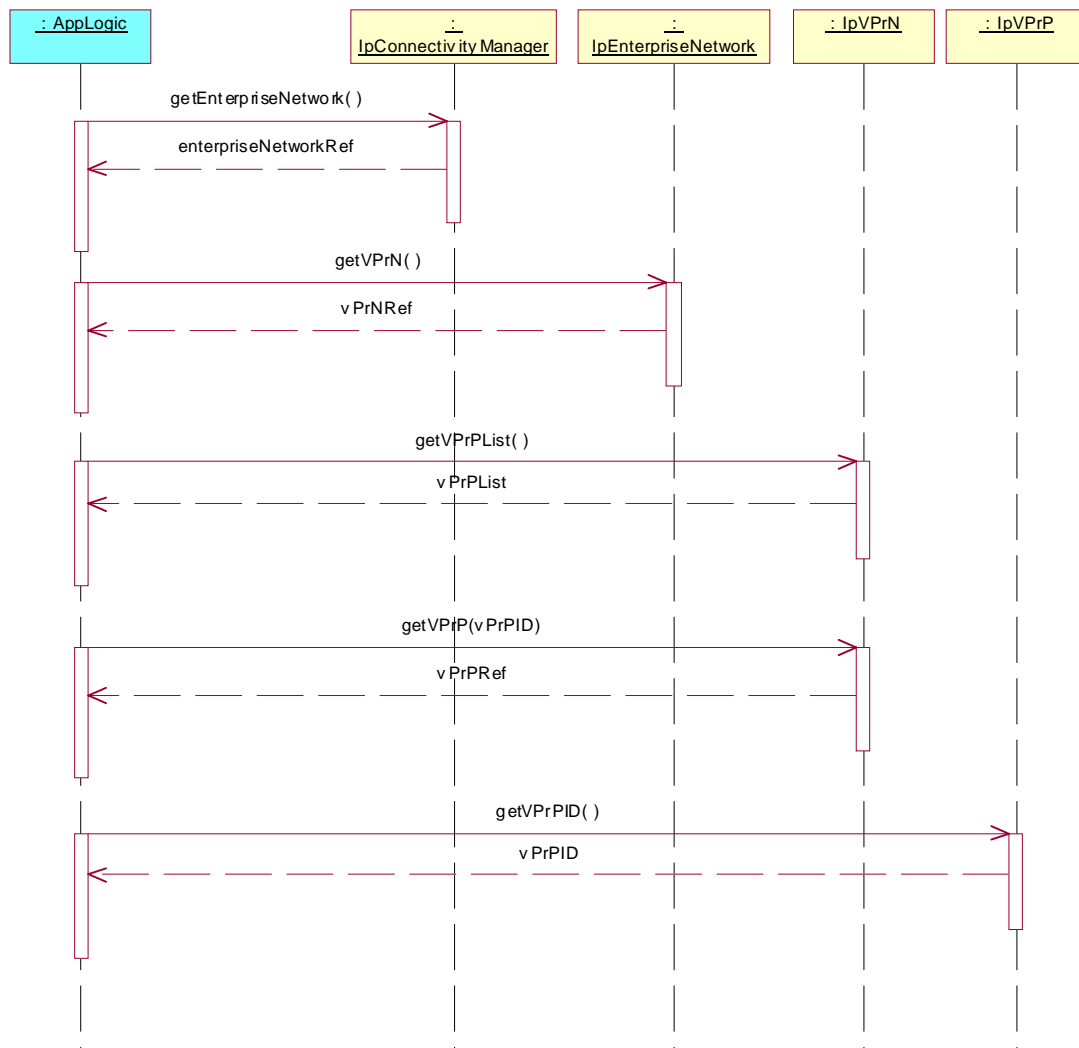 : AppLogic
:
IpConnectivityManager
:
IpEnterpriseNetwork
: IpVPrN
: IpVPrP
getEnterpriseNetwork( )
enterpriseNetworkRef
getVPrN( )
vPrNRef
getVPrPList( )
vPrPList
getVPrP(vPrPID)
vPrPRef
getVPrPID( )
vPrPID